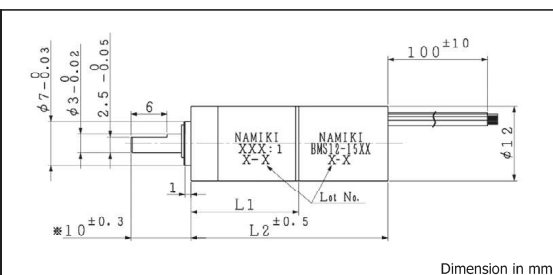 100±10
φ7 0 -0.03
φ3 0 -0.02
2.5 0 -0.05
6
NAMIKI
XXX:1
X-X
NAMIKI
BMS12-15XX
X-X
φ12
1
Lot No.
L1
※10±0.3
L2±0.5
Dimension in mm